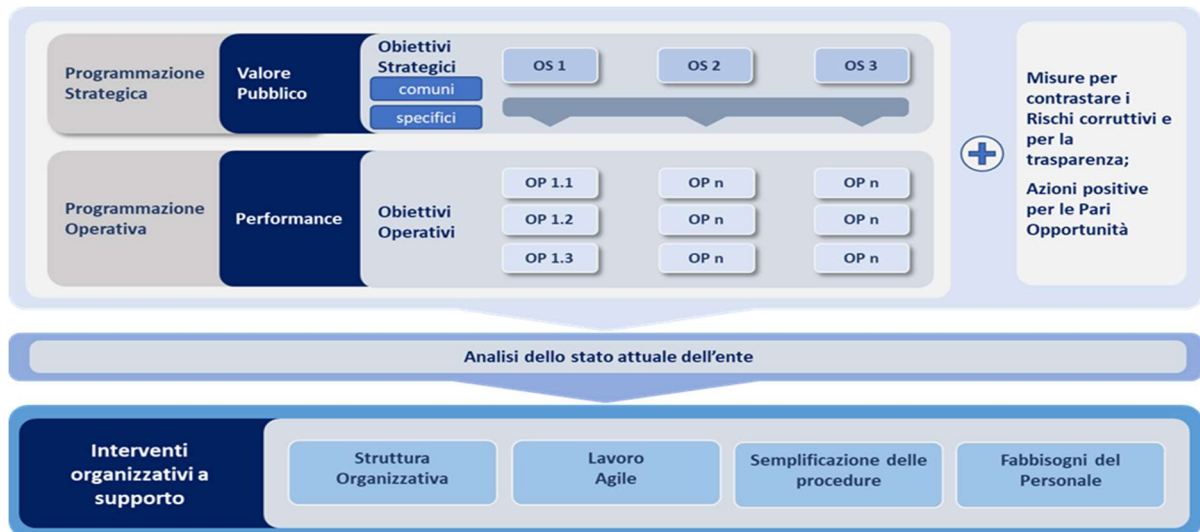 Programmazione
Strategica
Valore
Pubblico
Obiettivi
Strategici
comuni
specifici
OS 1
OS 2
OS 3
Programmazione
Operativa
Performance
Obiettivi
Operativi
OP 1.1
OP n
OP n
OP 1.2
OP n
OP n
OP 1.3
OP n
OP n
Misure per
contrastare i
Rischi corruttivi e
per la
trasparenza;
Azioni positive
per le Pari
Opportunità
Analisi dello stato attuale dell'ente
Interventi
organizzativi a
supporto
Struttura
Organizzativa
Lavoro
Agile
Semplificazione delle
procedure
Fabbisogni del
Personale